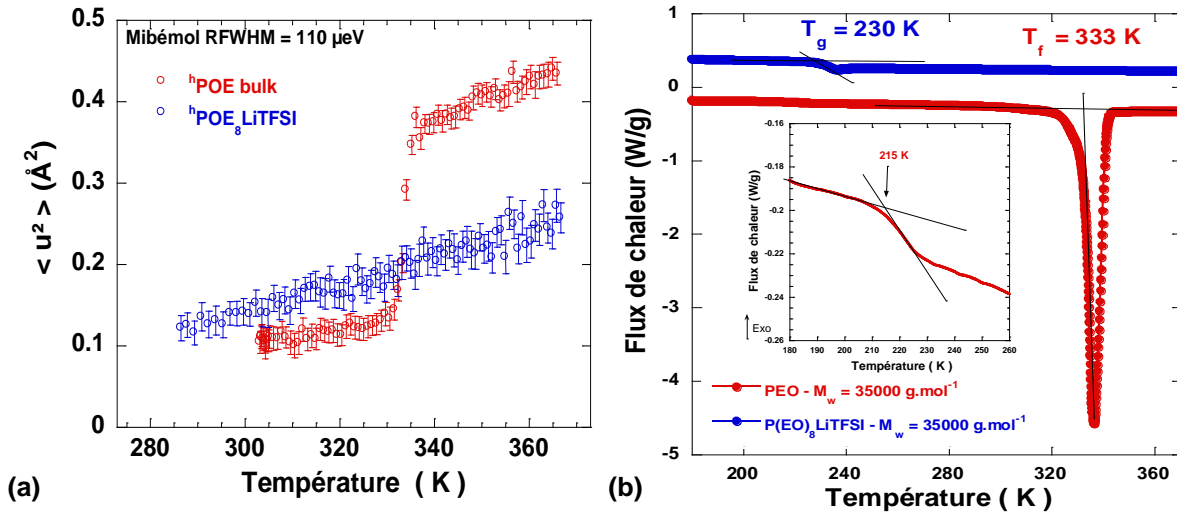 Mibémol RFWHM = 110 µeV
hPOE bulk
hPOE8LiTFSI
< u² > (Å²)
0.5
0.4
0.3
0.2
0.1
0
280 300 320 340 360
Température ( K )
(a)
Tg = 230 K
Tf = 333 K
Flux de chaleur (W/g)
1
0
-1
-2
-3
-4
-5
215 K
Flux de chaleur (W/g)
-0.16
-0.18
-0.2
-0.22
-0.24
-0.26
Exo
180 190 200 210 220 230 240 250 260
Température ( K )
PEO - Mw = 35000 g.mol-1
P(EO)8LiTFSI - Mw = 35000 g.mol-1
200 240 280 320 360
Température ( K )
(b)